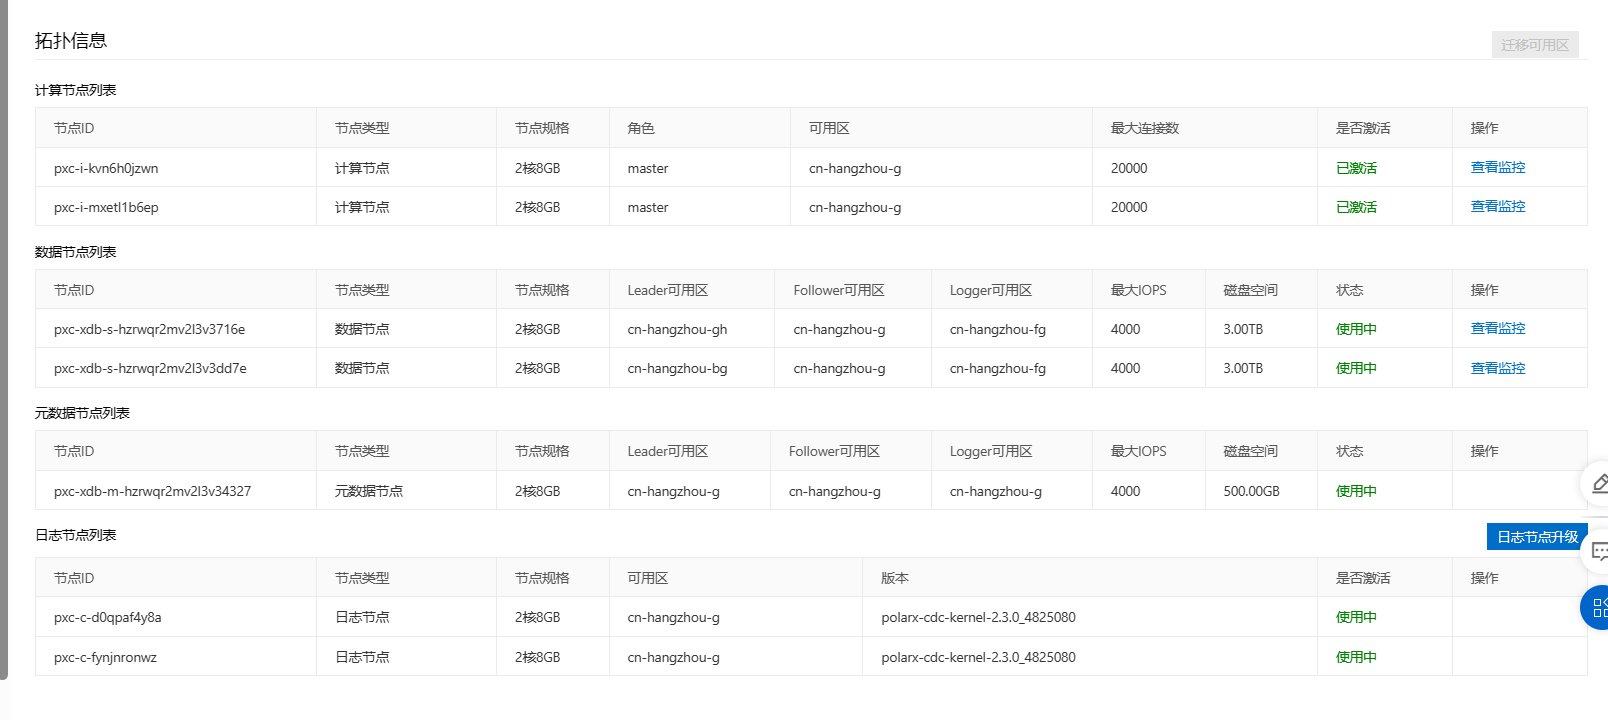 拓扑信息
迁移可用区
计算节点列表
节点ID 节点类型 节点规格 角色 可用区 最大连接数 是否激活 操作
pxc-i-kvn6h0jzwn 计算节点 2核8GB master cn-hangzhou-g 20000 已激活 查看监控
pxc-i-mxetl1b6ep 计算节点 2核8GB master cn-hangzhou-g 20000 已激活 查看监控
数据节点列表
节点ID 节点类型 节点规格 Leader可用区 Follower可用区 Logger可用区 最大IOPS 磁盘空间 状态 操作
pxc-xdb-s-hzrwqr2mv2l3v3716e 数据节点 2核8GB cn-hangzhou-gh cn-hangzhou-g cn-hangzhou-fg 4000 3.00TB 使用中 查看监控
pxc-xdb-s-hzrwqr2mv2l3v3dd7e 数据节点 2核8GB cn-hangzhou-bg cn-hangzhou-g cn-hangzhou-fg 4000 3.00TB 使用中 查看监控
元数据节点列表
节点ID 节点类型 节点规格 Leader可用区 Follower可用区 Logger可用区 最大IOPS 磁盘空间 状态 操作
pxc-xdb-m-hzrwqr2mv2l3v34327 元数据节点 2核8GB cn-hangzhou-g cn-hangzhou-g cn-hangzhou-g 4000 500.00GB 使用中
日志节点列表
日志节点升级
节点ID 节点类型 节点规格 可用区 版本 是否激活 操作
pxc-c-d0qpaf4y8a 日志节点 2核8GB cn-hangzhou-g polarx-cdc-kernel-2.3.0_4825080 使用中
pxc-c-fynjnronwz 日志节点 2核8GB cn-hangzhou-g polarx-cdc-kernel-2.3.0_4825080 使用中